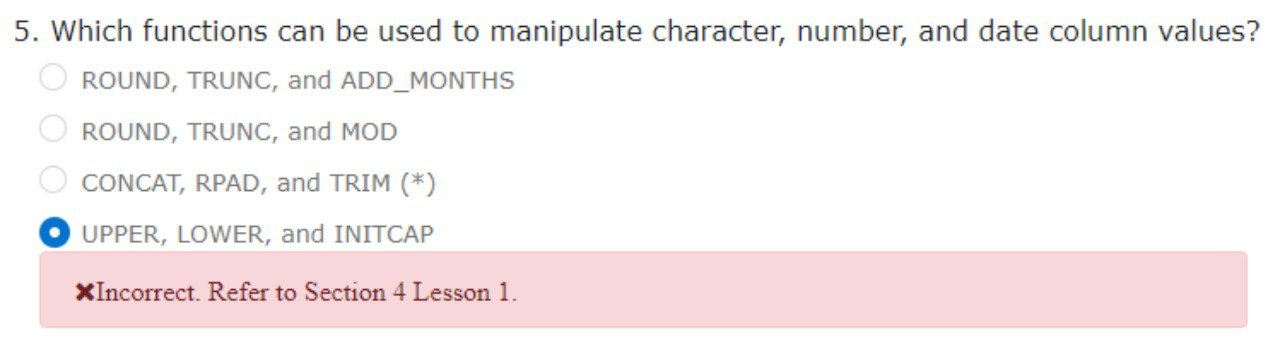 5. Which functions can be used to manipulate character, number, and date column values?
ROUND, TRUNC, and ADD_MONTHS
ROUND, TRUNC, and MOD
CONCAT, RPAD, and TRIM (*)
UPPER, LOWER, and INITCAP
✖Incorrect. Refer to Section 4 Lesson 1.